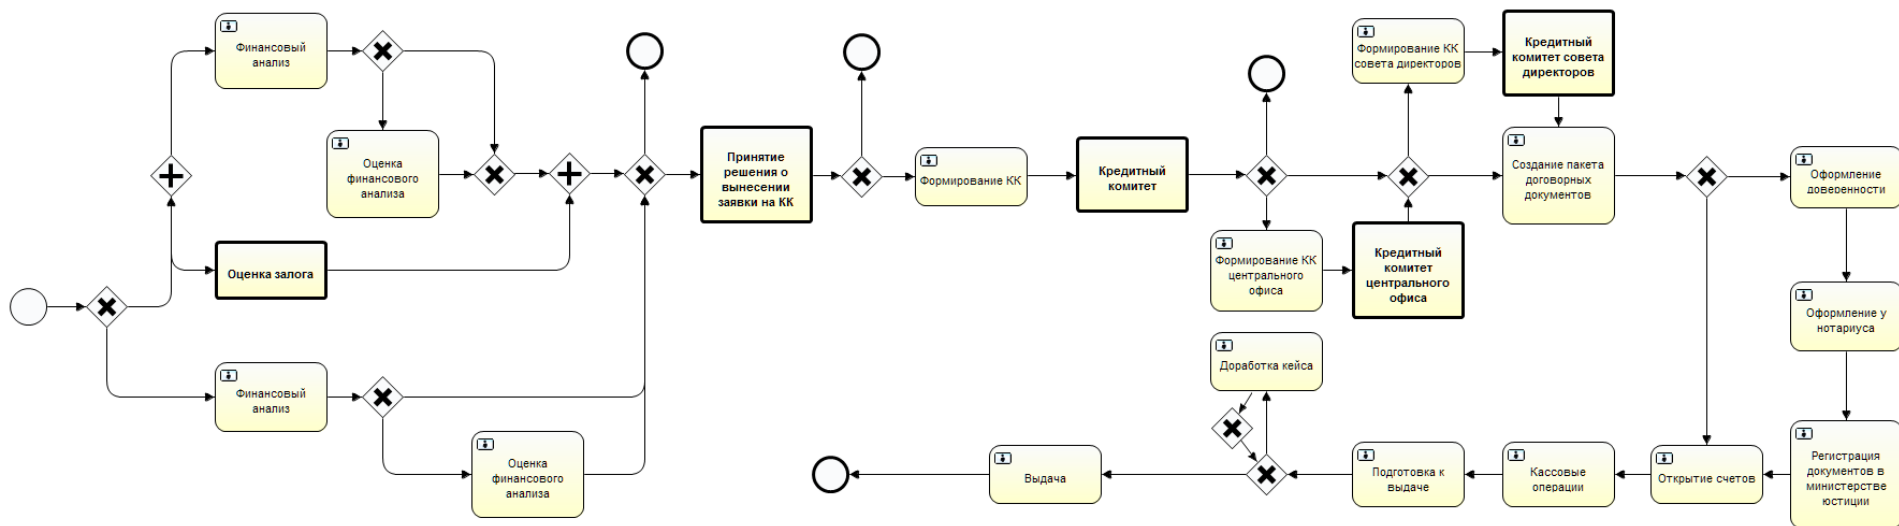 Финансовый
анализ
Оценка
финансового
анализа
Оценка залога
Финансовый
анализ
Оценка
финансового
анализа
Принятие
решения о
вынесении
заявки на КК
Формирование КК
Кредитный
комитет
Формирование КК
центрального
офиса
Кредитный
комитет
центрального
офиса
Формирование КК
совета директоров
Кредитный
комитет совета
директоров
Создание пакета
договорных
документов
Оформление
доверенности
Оформление у
нотариуса
Регистрация
документов в
министерстве
юстиции
Открытие счетов
Кассовые
операции
Подготовка к
выдаче
Доработка кейса
Выдача